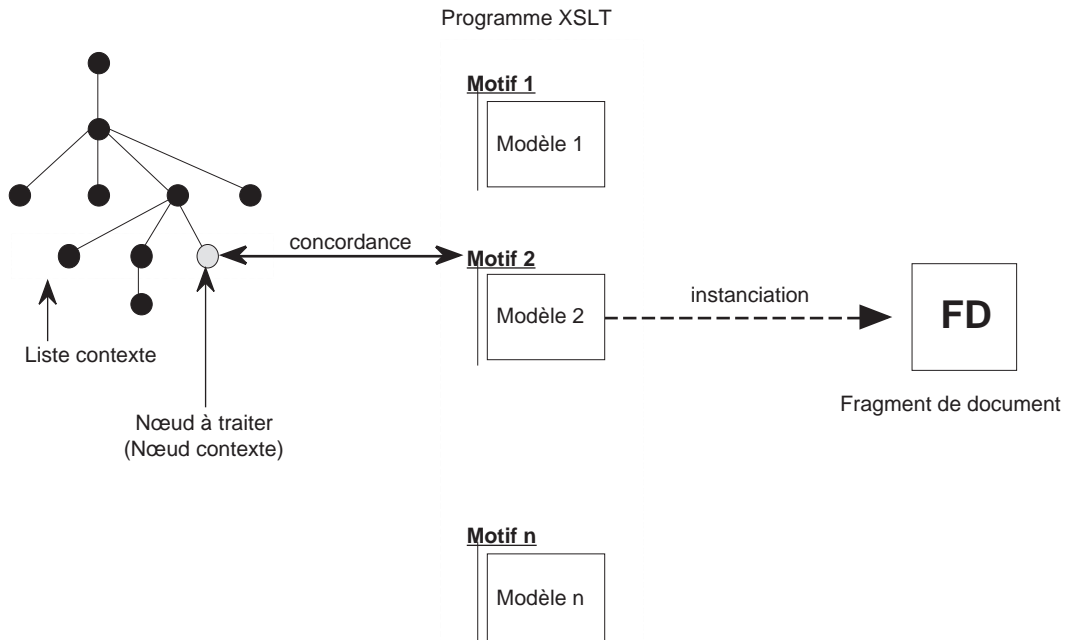 Programme XSLT
Motif 1
Modèle 1
concordance
Motif 2
Modèle 2
instanciation
FD
Liste contexte
Fragment de document
Nœud à traiter
(Nœud contexte)
Motif n
Modèle n